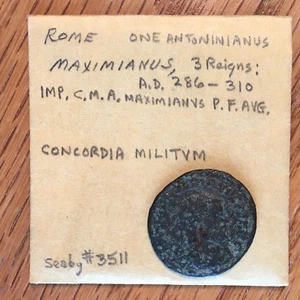 ROME ONE ANTONINIANUS
MAXIMIANUS, 3 Reigns:
A.D. 286-310
IMP. C. M. A. MAXIMIANVS P. F. AVG.
CONCORDIA MILITVM
Seaby #3511